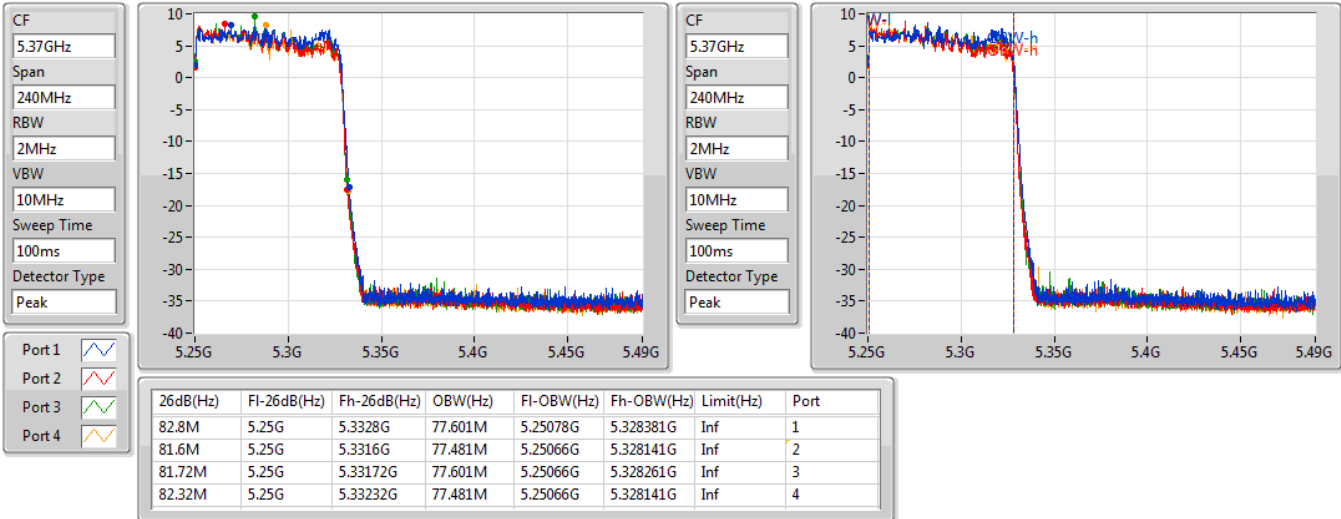 CF
5.37GHz
Span
240MHz
RBW
2MHz
VBW
10MHz
Sweep Time
100ms
Detector Type
Peak
10
5
0
-5
-10
-15
-20
-25
-30
-35
-40
5.25G 5.3G 5.35G 5.4G 5.45G 5.49G
CF
5.37GHz
Span
240MHz
RBW
2MHz
VBW
10MHz
Sweep Time
100ms
Detector Type
Peak
10
5
0
-5
-10
-15
-20
-25
-30
-35
-40
5.25G 5.3G 5.35G 5.4G 5.45G 5.49G
Port 1
Port 2
Port 3
Port 4
26dB(Hz) Fl-26dB(Hz) Fh-26dB(Hz) OBW(Hz) Fl-OBW(Hz) Fh-OBW(Hz) Limit(Hz) Port
82.8M 5.25G 5.3328G 77.601M 5.25078G 5.328381G Inf 1
81.6M 5.25G 5.3316G 77.481M 5.25066G 5.328141G Inf 2
81.72M 5.25G 5.33172G 77.601M 5.25066G 5.328261G Inf 3
82.32M 5.25G 5.33232G 77.481M 5.25066G 5.328141G Inf 4